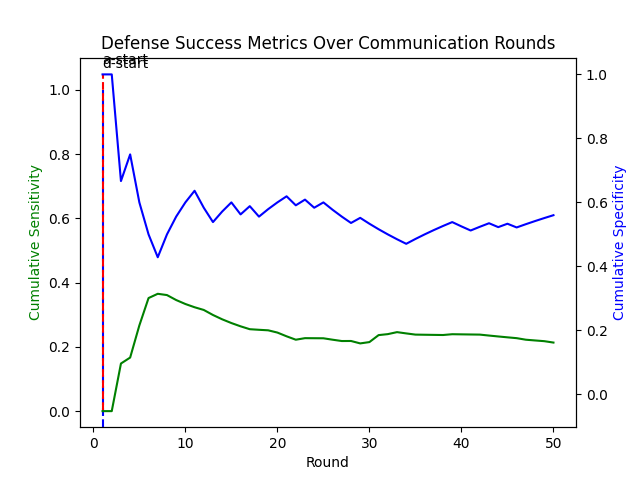 Defense Success Metrics Over Communication Rounds
a-start
d-start
1.0
0.8
0.6
0.4
0.2
0.0
Cumulative Sensitivity
1.0
0.8
0.6
0.4
0.2
0.0
Cumulative Specificity
0 10 20 30 40 50
Round